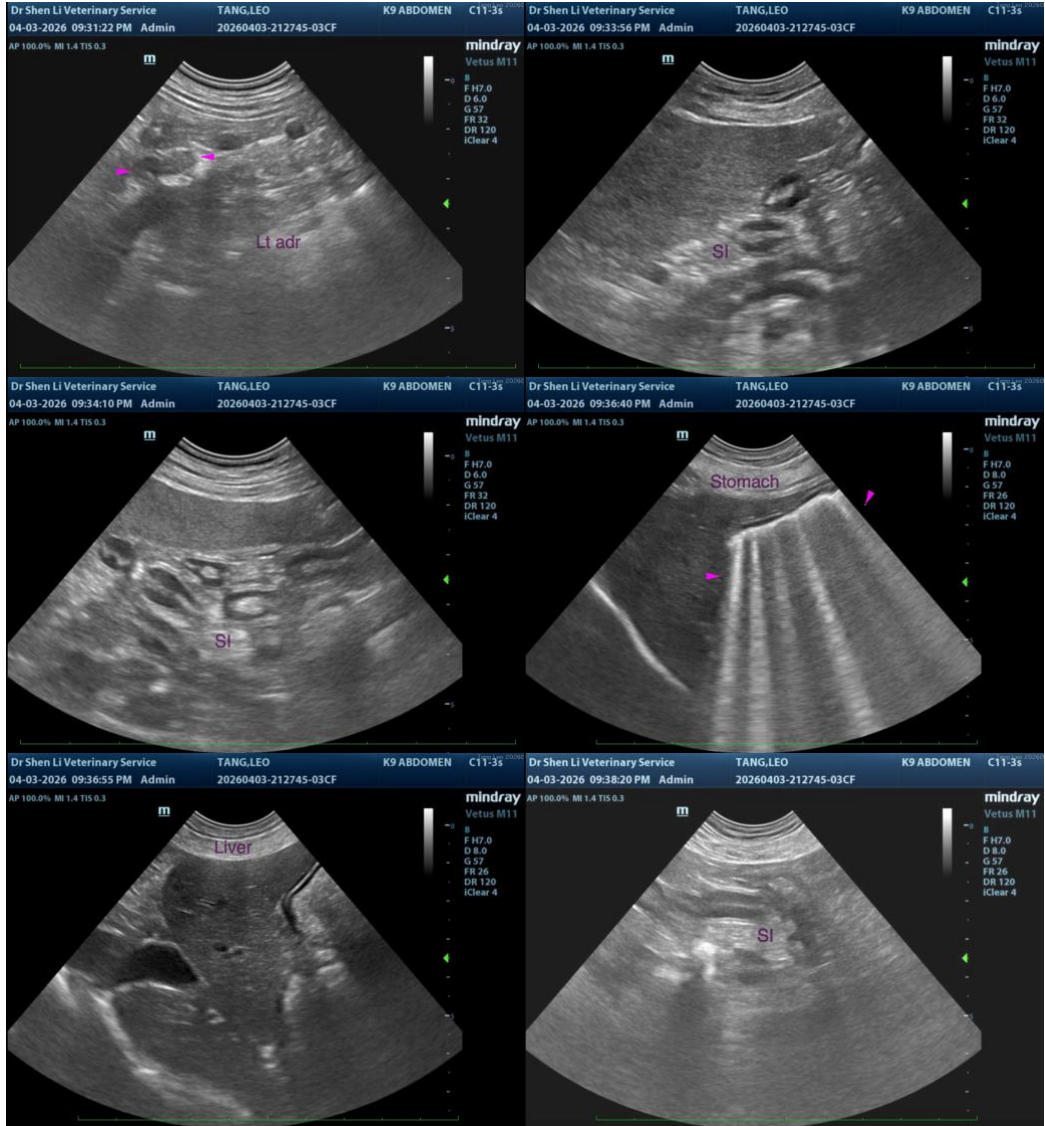 Dr Shen Li Veterinary Service TANG,LEO K9 ABDOMEN C11-3s
04-03-2026 09:31:22 PM Admin 20260403-212745-03CF
AP 100.0% MI 1.4 TIS 0.3
mindray
Vetus M11
m
B
F H7.0
D 6.0
G 57
FR 32
DR 120
iClear 4
0
5
Lt adr
Dr Shen Li Veterinary Service TANG,LEO K9 ABDOMEN C11-3s
04-03-2026 09:33:56 PM Admin 20260403-212745-03CF
AP 100.0% MI 1.4 TIS 0.3
mindray
Vetus M11
m
B
F H7.0
D 6.0
G 57
FR 32
DR 120
iClear 4
0
5
SI
Dr Shen Li Veterinary Service TANG,LEO K9 ABDOMEN C11-3s
04-03-2026 09:34:10 PM Admin 20260403-212745-03CF
AP 100.0% MI 1.4 TIS 0.3
mindray
Vetus M11
m
B
F H7.0
D 6.0
G 57
FR 32
DR 120
iClear 4
0
5
SI
Dr Shen Li Veterinary Service TANG,LEO K9 ABDOMEN C11-3s
04-03-2026 09:36:40 PM Admin 20260403-212745-03CF
AP 100.0% MI 1.4 TIS 0.3
mindray
Vetus M11
m
B
F H7.0
D 8.0
G 57
FR 26
DR 120
iClear 4
0
5
Stomach
Dr Shen Li Veterinary Service TANG,LEO K9 ABDOMEN C11-3s
04-03-2026 09:36:55 PM Admin 20260403-212745-03CF
AP 100.0% MI 1.4 TIS 0.3
mindray
Vetus M11
m
B
F H7.0
D 8.0
G 57
FR 26
DR 120
iClear 4
0
5
Liver
Dr Shen Li Veterinary Service TANG,LEO K9 ABDOMEN C11-3s
04-03-2026 09:38:20 PM Admin 20260403-212745-03CF
AP 100.0% MI 1.4 TIS 0.3
mindray
Vetus M11
m
B
F H7.0
D 8.0
G 57
FR 26
DR 120
iClear 4
0
5
SI